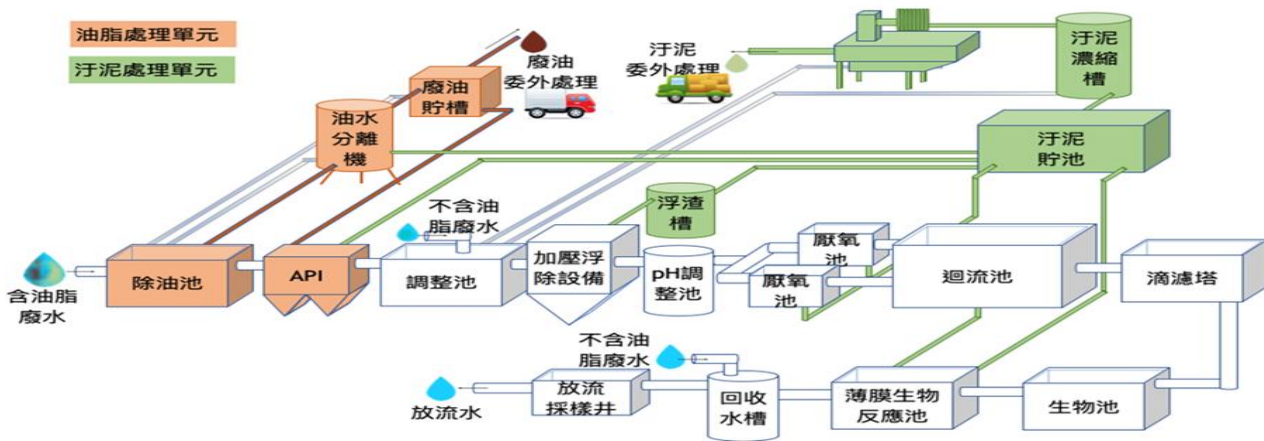 油脂處理單元
汙泥處理單元
廢油
委外處理
廢油
貯槽
油水
分離
機
汙泥
委外處理
汙泥
濃縮
槽
汙泥
貯池
不含油
脂廢水
浮渣
槽
含油脂
廢水
除油池
API
調整池
加壓浮
除設備
pH調
整池
厭氧
池
厭氧
池
迴流池
滴濾塔
不含油
脂廢水
放流水
放流
採樣井
回收
水槽
薄膜生物
反應池
生物池